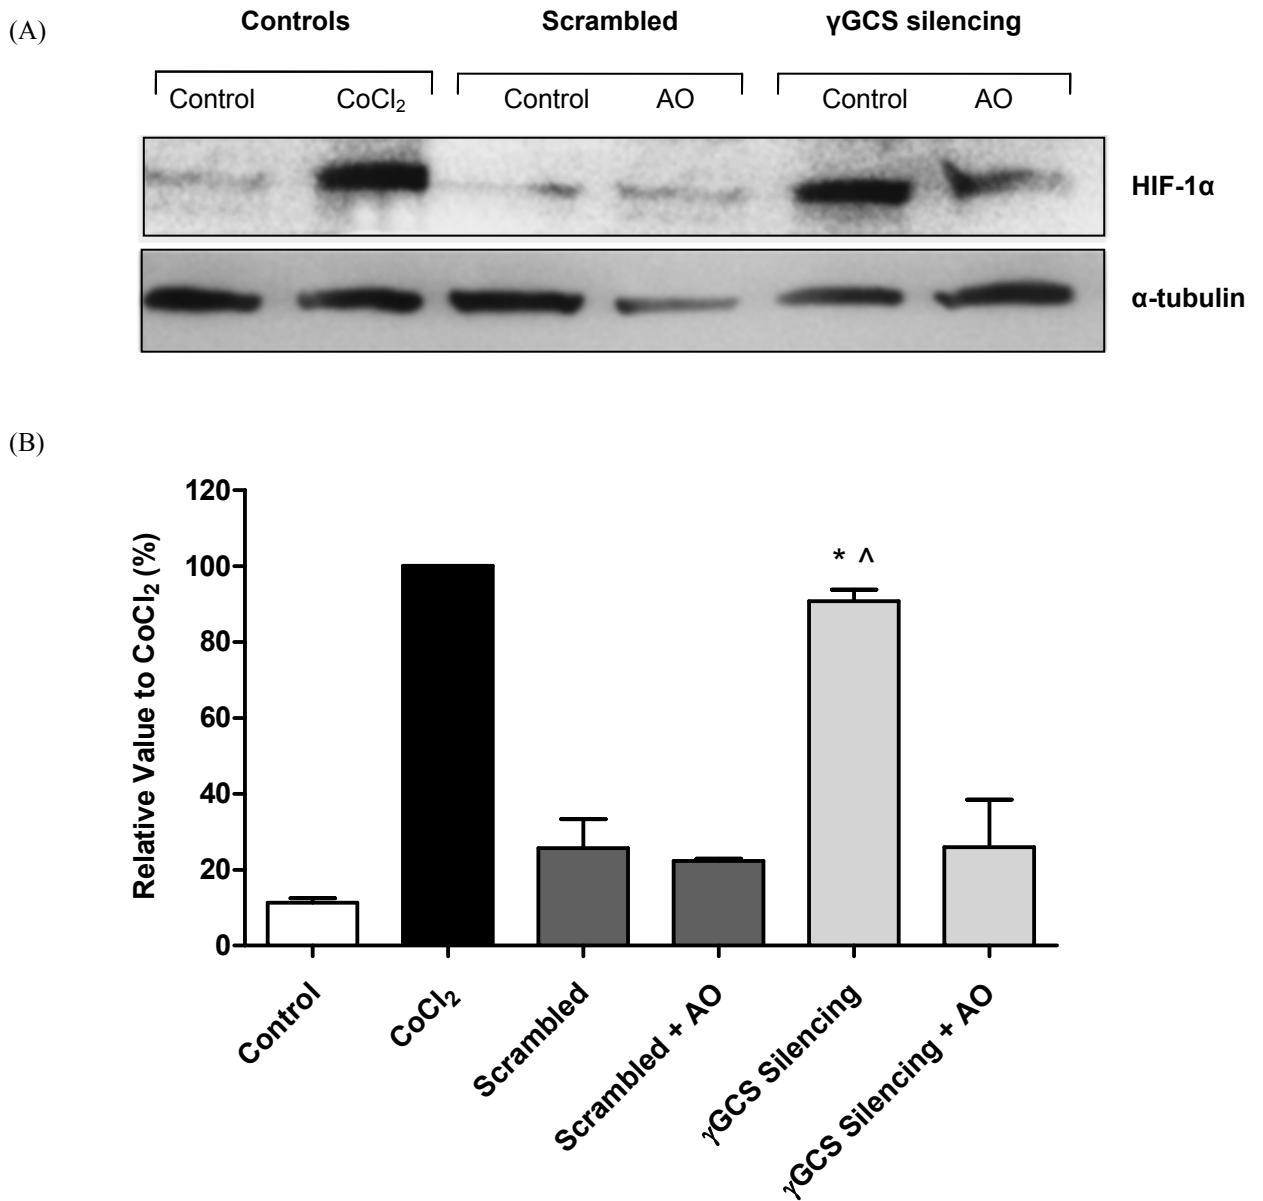 (A)
Controls Scrambled γGCS silencing
Control CoCl₂ Control AO Control AO
HIF-1α
α-tubulin
(B)
Relative Value to CoCl₂ (%)
120
100
80
60
40
20
0
* ^
Control
CoCl₂
Scrambled
Scrambled + AO
γGCS Silencing
γGCS Silencing + AO